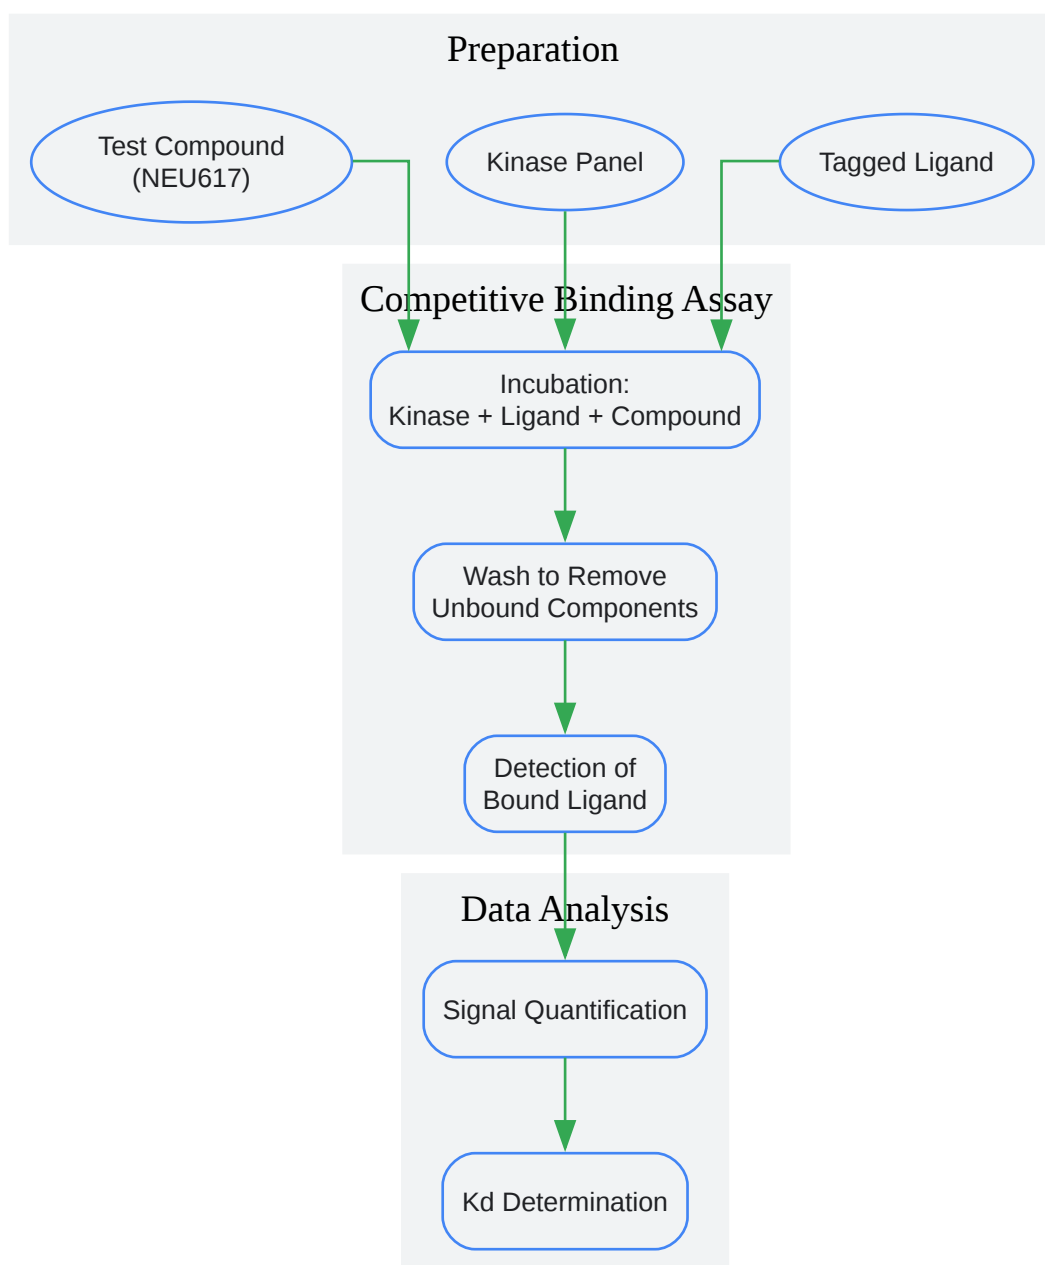 Preparation
Test Compound
(NEU617)
Kinase Panel
Tagged Ligand
Competitive Binding Assay
Incubation:
Kinase + Ligand + Compound
Wash to Remove
Unbound Components
Detection of
Bound Ligand
Data Analysis
Signal Quantification
Kd Determination